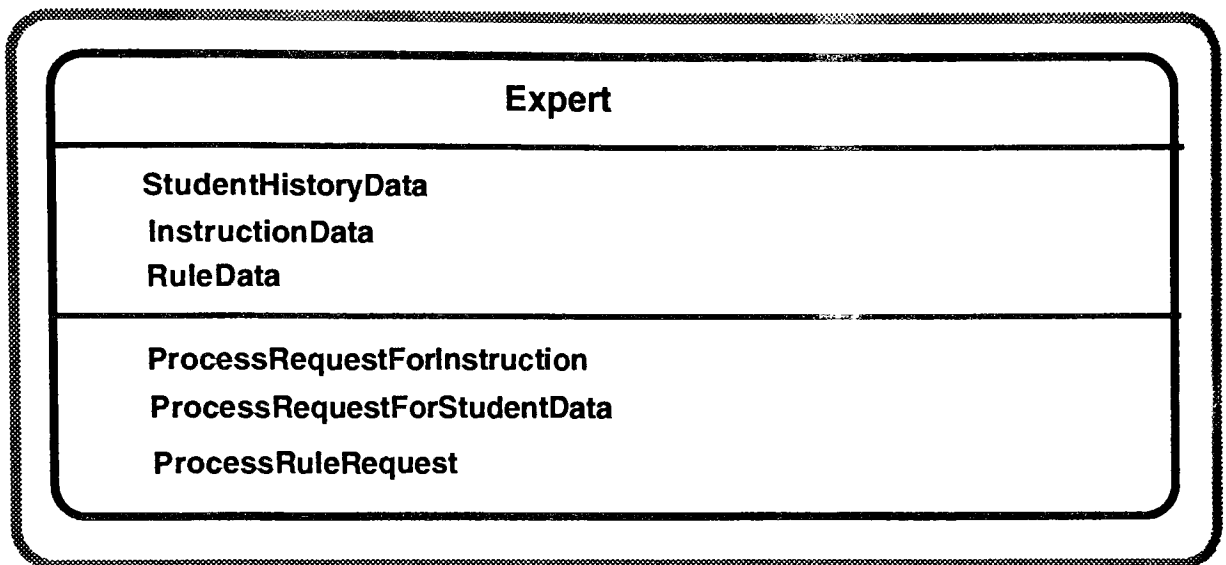 Expert
StudentHistoryData
InstructionData
RuleData
ProcessRequestForInstruction
ProcessRequestForStudentData
ProcessRuleRequest